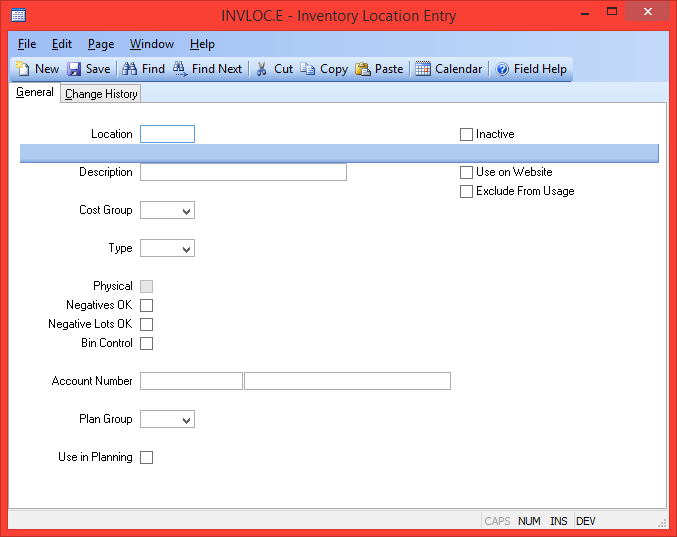 INVLOC.E - Inventory Location Entry
File Edit Page Window Help
New Save Find Find Next Cut Copy Paste Calendar Field Help
General Change History
Location Inactive
Description Use on Website
Exclude From Usage
Cost Group
Type
Physical
Negatives OK
Negative Lots OK
Bin Control
Account Number
Plan Group
Use in Planning
CAPS NUM INS DEV